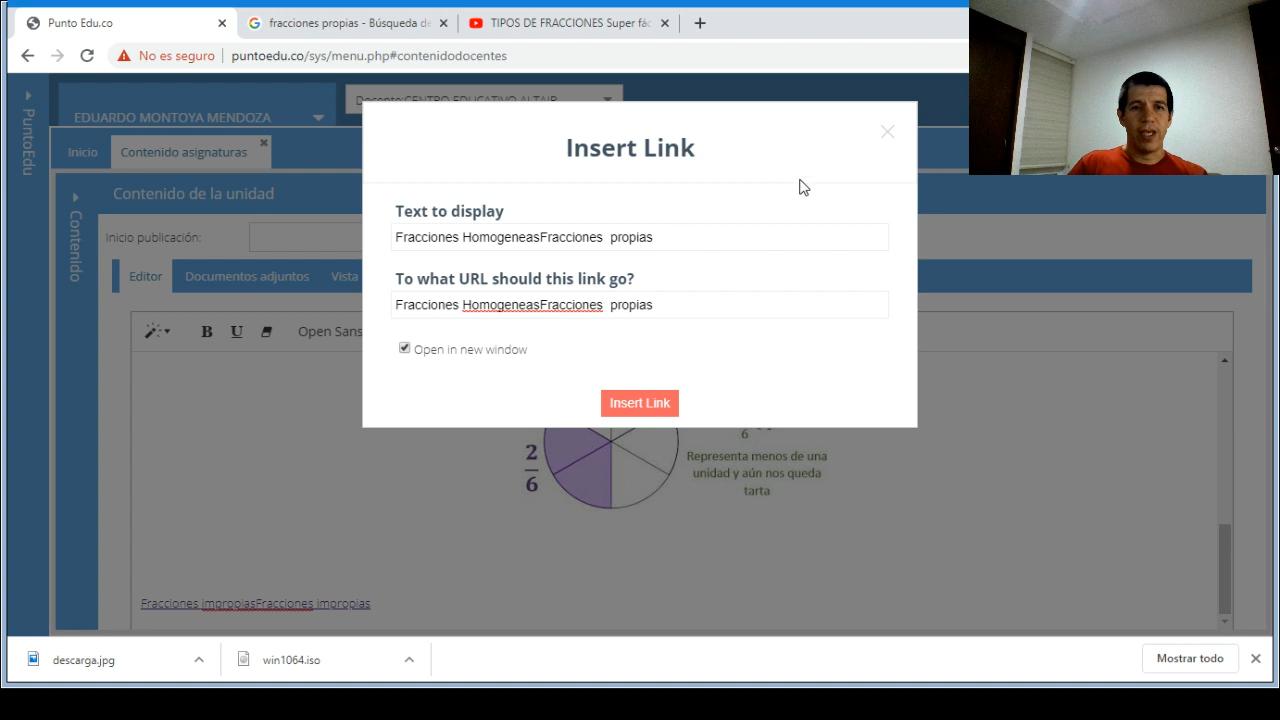 Punto Edu.co
fracciones propias - Búsqueda de
TIPOS DE FRACCIONES Super fác
No es seguro
puntoedu.co/sys/menu.php#contenidodocentes
PuntoEdu
EDUARDO MONTOYA MENDOZA
Docente:CENTRO EDUCATIVO ALTAIR
Inicio
Contenido asignaturas
Contenido
Contenido de la unidad
Inicio publicación:
Editor
Documentos adjuntos
Vista
B
U
Open Sans
Insert Link
Text to display
Fracciones HomogeneasFracciones propias
To what URL should this link go?
Fracciones HomogeneasFracciones propias
Open in new window
Insert Link
2
6
6
Representa menos de una
unidad y aún nos queda
tarta
Fracciones impropiasFracciones impropias
descarga.jpg
win1064.iso
Mostrar todo